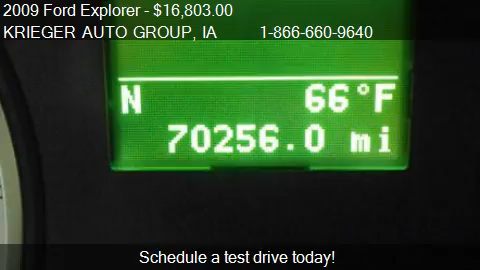 2009 Ford Explorer - $16,803.00
KRIEGER AUTO GROUP, IA 1-866-660-9640
N 66°F
70256.0 mi
Schedule a test drive today!